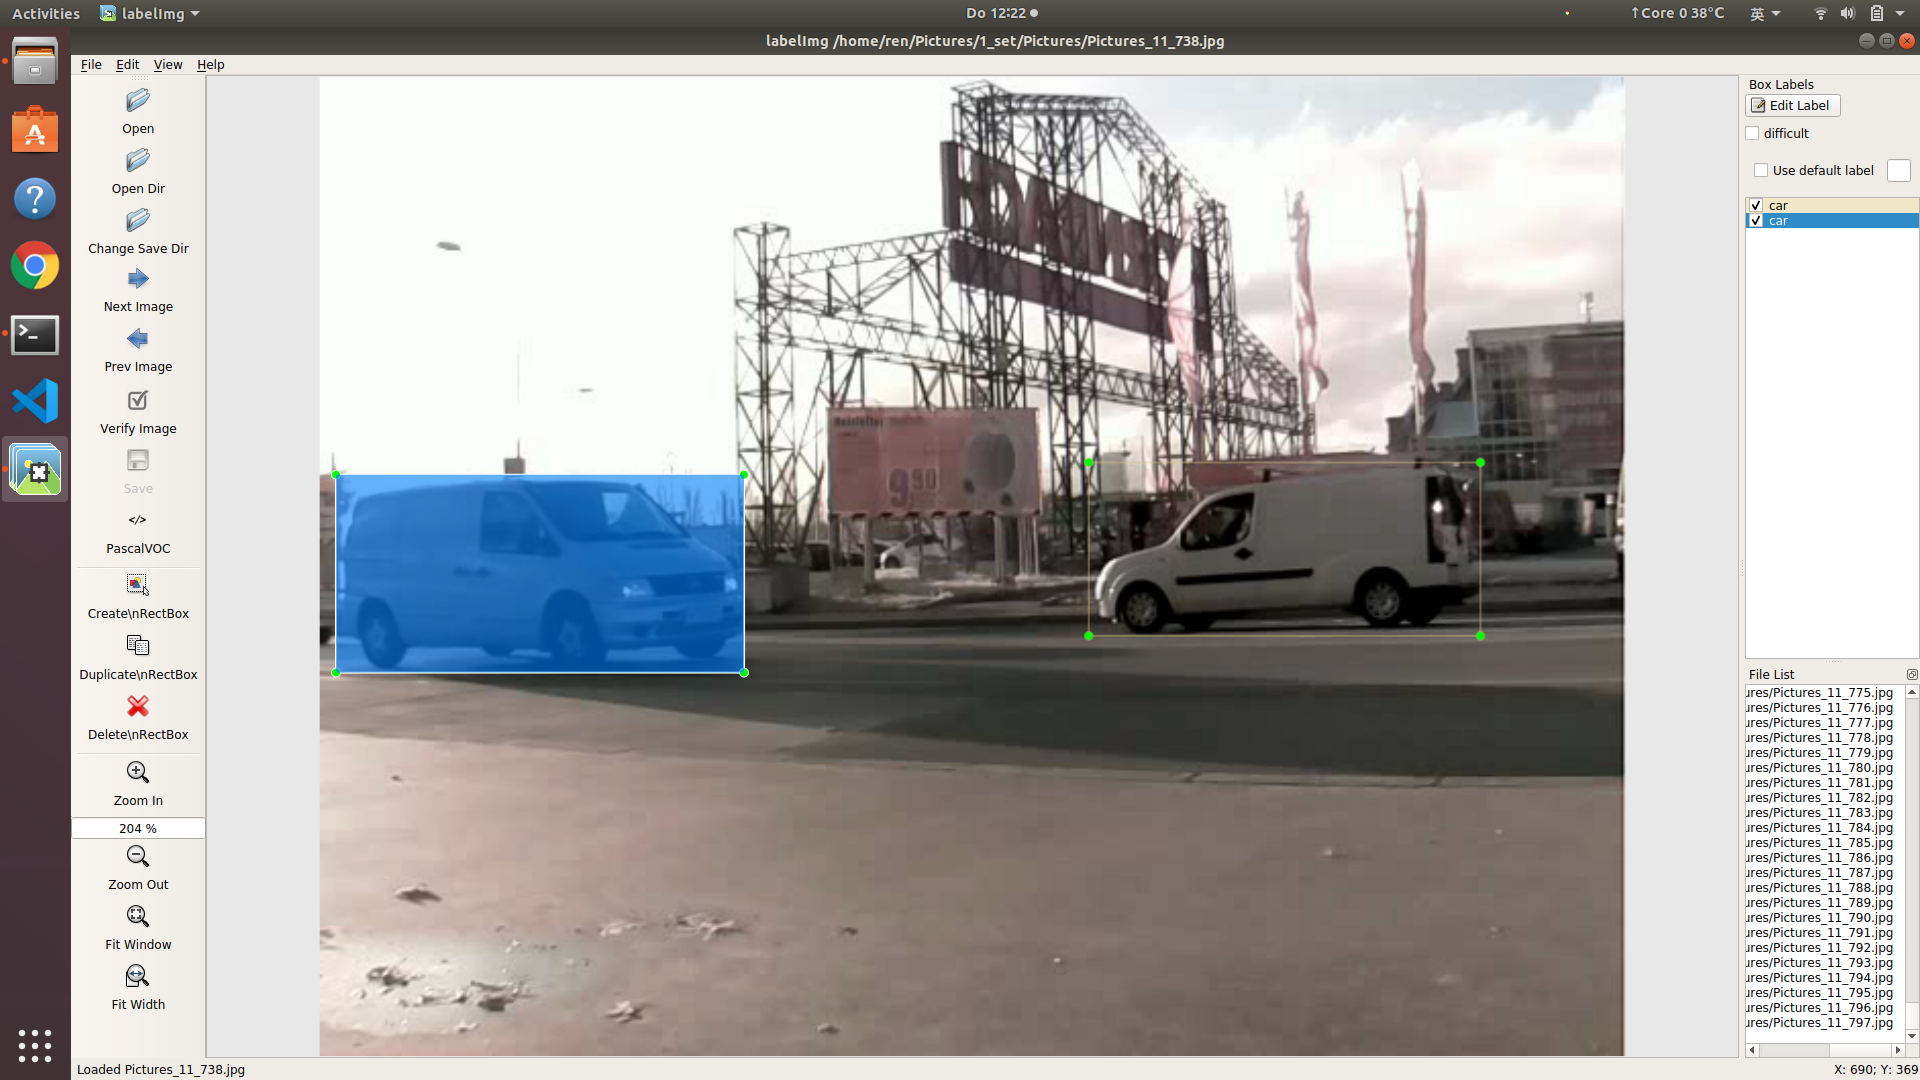 Activities
labelImg
Do 12:22
↑Core 0 38°C
英
labelImg /home/ren/Pictures/1_set/Pictures/Pictures_11_738.jpg
File Edit View Help
Open
Open Dir
Change Save Dir
Next Image
Prev Image
Verify Image
Save
</>
PascalVOC
Create\nRectBox
Duplicate\nRectBox
Delete\nRectBox
Zoom In
204 %
Zoom Out
Fit Window
Fit Width
9.90
Box Labels
Edit Label
difficult
Use default label
car
car
File List
ures/Pictures_11_775.jpg
ures/Pictures_11_776.jpg
ures/Pictures_11_777.jpg
ures/Pictures_11_778.jpg
ures/Pictures_11_779.jpg
ures/Pictures_11_780.jpg
ures/Pictures_11_781.jpg
ures/Pictures_11_782.jpg
ures/Pictures_11_783.jpg
ures/Pictures_11_784.jpg
ures/Pictures_11_785.jpg
ures/Pictures_11_786.jpg
ures/Pictures_11_787.jpg
ures/Pictures_11_788.jpg
ures/Pictures_11_789.jpg
ures/Pictures_11_790.jpg
ures/Pictures_11_791.jpg
ures/Pictures_11_792.jpg
ures/Pictures_11_793.jpg
ures/Pictures_11_794.jpg
ures/Pictures_11_795.jpg
ures/Pictures_11_796.jpg
ures/Pictures_11_797.jpg
Loaded Pictures_11_738.jpg
X: 690; Y: 369